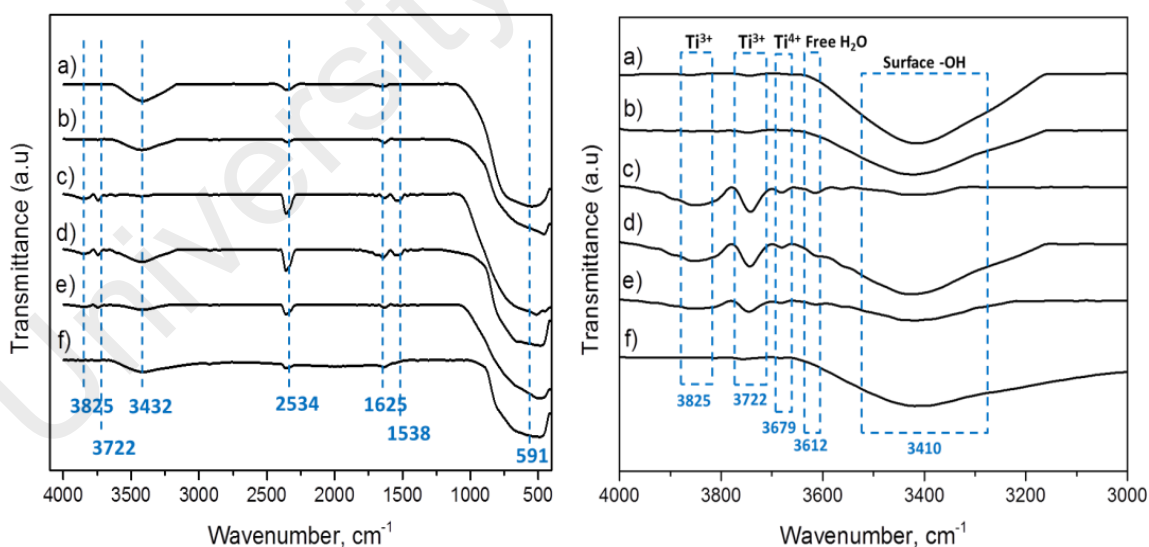 University
Transmittance (a.u)
a)
b)
c)
d)
e)
f)
3825
3432
2534
1625
3722
1538
591
4000 3500 3000 2500 2000 1500 1000 500
Wavenumber, cm⁻¹
Transmittance (a.u)
Ti³⁺ Ti³⁺ Ti⁴⁺ Free H₂O
Surface -OH
a)
b)
c)
d)
e)
f)
3825
3722
3679
3612
3410
4000 3800 3600 3400 3200 3000
Wavenumber, cm⁻¹